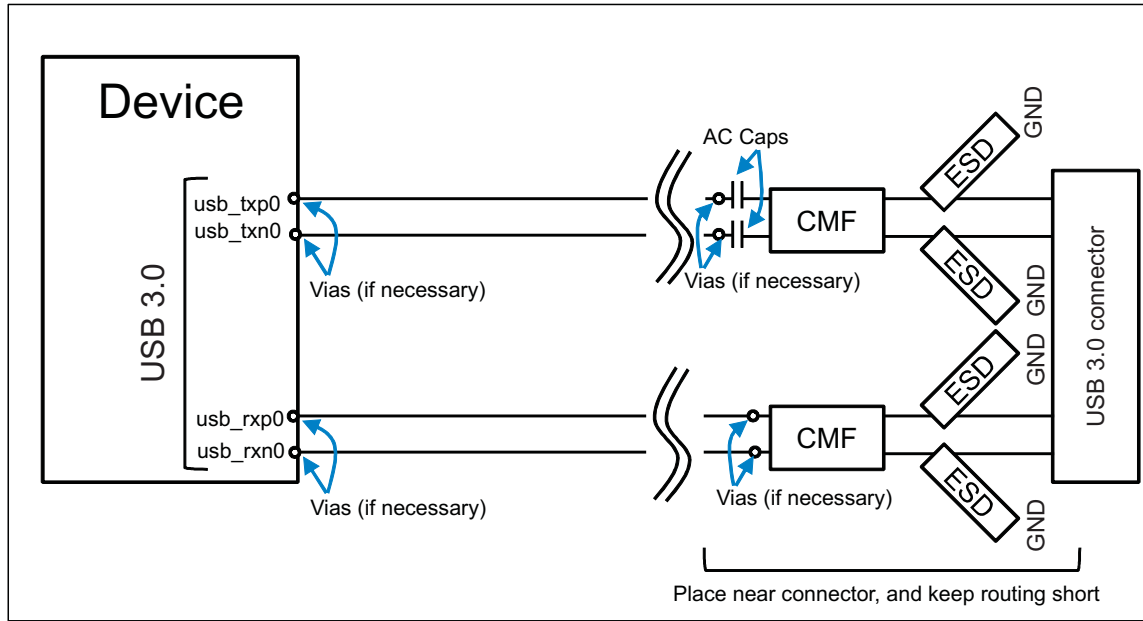 Device
USB 3.0
usb_txp0
usb_txn0
Vias (if necessary)
AC Caps
Vias (if necessary)
CMF
ESD
GND
ESD
GND
usb_rxp0
usb_rxn0
Vias (if necessary)
Vias (if necessary)
CMF
ESD
GND
ESD
GND
USB 3.0 connector
Place near connector, and keep routing short